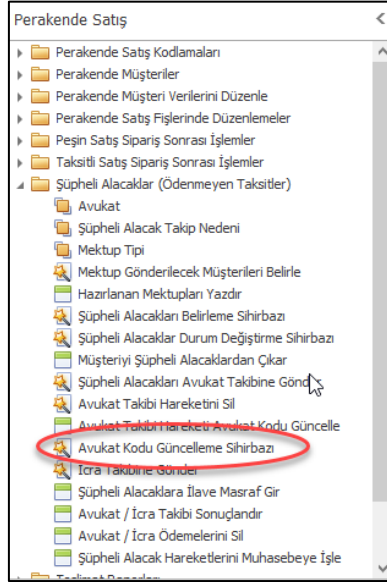 Perakende Satış
Perakende Satış Kodlamaları
Perakende Müşteriler
Perakende Müşteri Verilerini Düzenle
Perakende Satış Fişlerinde Düzenlemeler
Peşin Satış Sipariş Sonrası İşlemler
Taksitli Satış Sipariş Sonrası İşlemler
Şüpheli Alacaklar (Ödenmeyen Taksitler)
Avukat
Şüpheli Alacak Takip Nedeni
Mektup Tipi
Mektup Gönderilecek Müşterileri Belirle
Hazırlanan Mektupları Yazdır
Şüpheli Alacakları Belirleme Sihirbazı
Şüpheli Alacaklar Durum Değiştirme Sihirbazı
Müşteriyi Şüpheli Alacaklardan Çıkar
Şüpheli Alacakları Avukat Takibine Gönder
Avukat Takibi Hareketini Sil
Avukat Takibi Hareketi Avukat Kodu Güncelle
Avukat Kodu Güncelleme Sihirbazı
İcra Takibine Gönder
Şüpheli Alacaklara İlave Masraf Gir
Avukat / İcra Takibi Sonuçlandır
Avukat / İcra Ödemelerini Sil
Şüpheli Alacak Hareketlerini Muhasebeye İşle